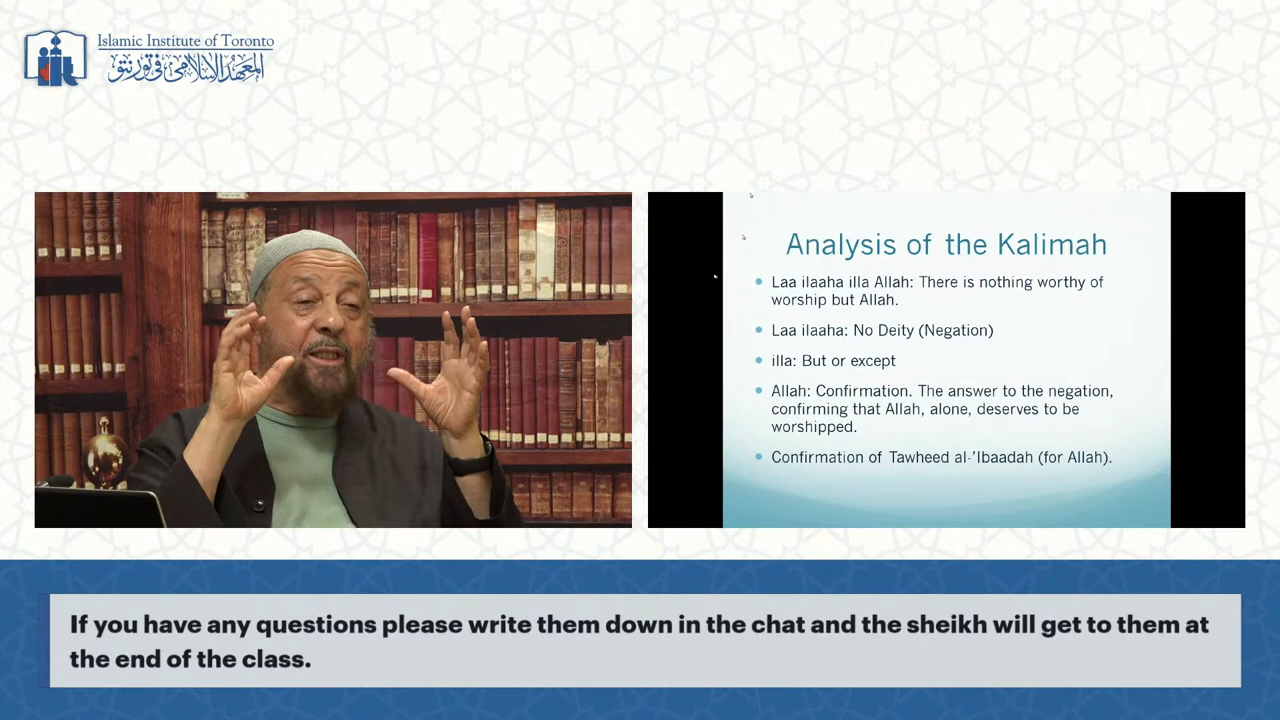 Islamic Institute of Toronto
المعهد الإسلامي في تورنتو
Analysis of the Kalimah
Laa ilaaha illa Allah: There is nothing worthy of
worship but Allah.
Laa ilaaha: No Deity (Negation)
illa: But or except
Allah: Confirmation. The answer to the negation,
confirming that Allah, alone, deserves to be
worshipped.
Confirmation of Tawheed al-'Ibaadah (for Allah).
If you have any questions please write them down in the chat and the sheikh will get to them at
the end of the class.